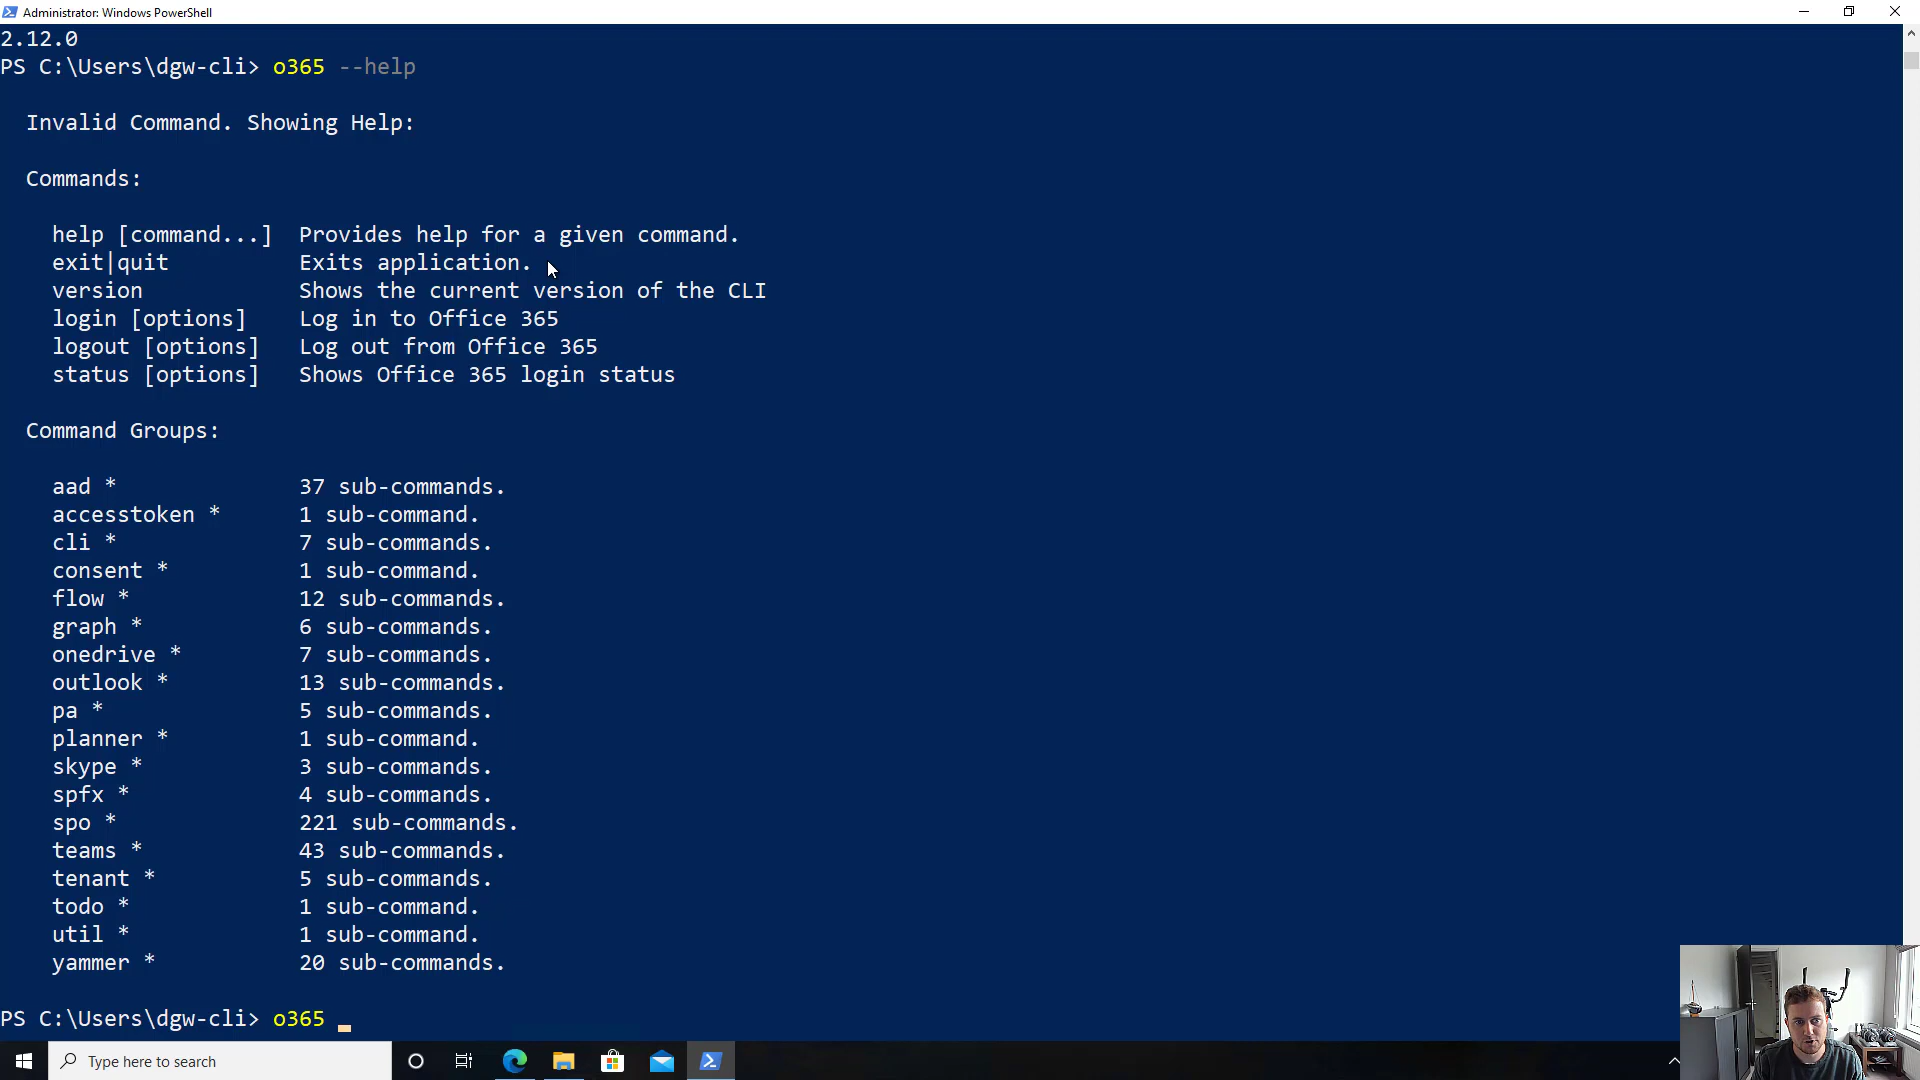 Administrator: Windows PowerShell
2.12.0
PS C:\Users\dgw-cli> o365 --help
Invalid Command. Showing Help:
Commands:
help [command...]  Provides help for a given command.
exit|quit          Exits application.
version            Shows the current version of the CLI
login [options]    Log in to Office 365
logout [options]   Log out from Office 365
status [options]   Shows Office 365 login status
Command Groups:
aad *              37 sub-commands.
accesstoken *      1 sub-command.
cli *              7 sub-commands.
consent *          1 sub-command.
flow *             12 sub-commands.
graph *            6 sub-commands.
onedrive *         7 sub-commands.
outlook *          13 sub-commands.
pa *               5 sub-commands.
planner *          1 sub-command.
skype *            3 sub-commands.
spfx *             4 sub-commands.
spo *              221 sub-commands.
teams *            43 sub-commands.
tenant *           5 sub-commands.
todo *             1 sub-command.
util *             1 sub-command.
yammer *           20 sub-commands.
PS C:\Users\dgw-cli> o365
Type here to search